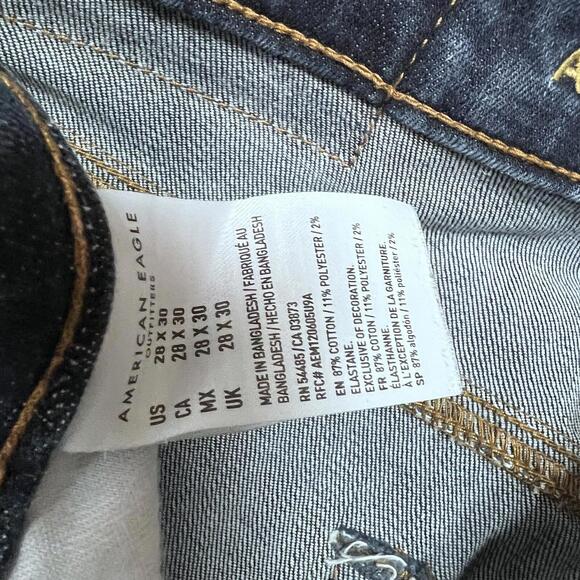 AMERICAN EAGLE
OUTFITTERS
US 28 X 30
CA 28 X 30
MX 28 X 30
UK 28 X 30
MADE IN BANGLADESH / FABRIQUÉ AU
BANGLADESH / HECHO EN BANGLADESH
RN 54485 / CA 03073
RFC# AEM120605UVA
EN 87% COTTON / 11% POLYESTER / 2%
ELASTANE.
EXCLUSIVE OF DECORATION.
FR 87% COTON / 11% POLYESTER / 2%
ÉLASTHANNE.
À L'EXCEPTION DE LA GARNITURE.
SP 87% algodón / 11% poliéster / 2%